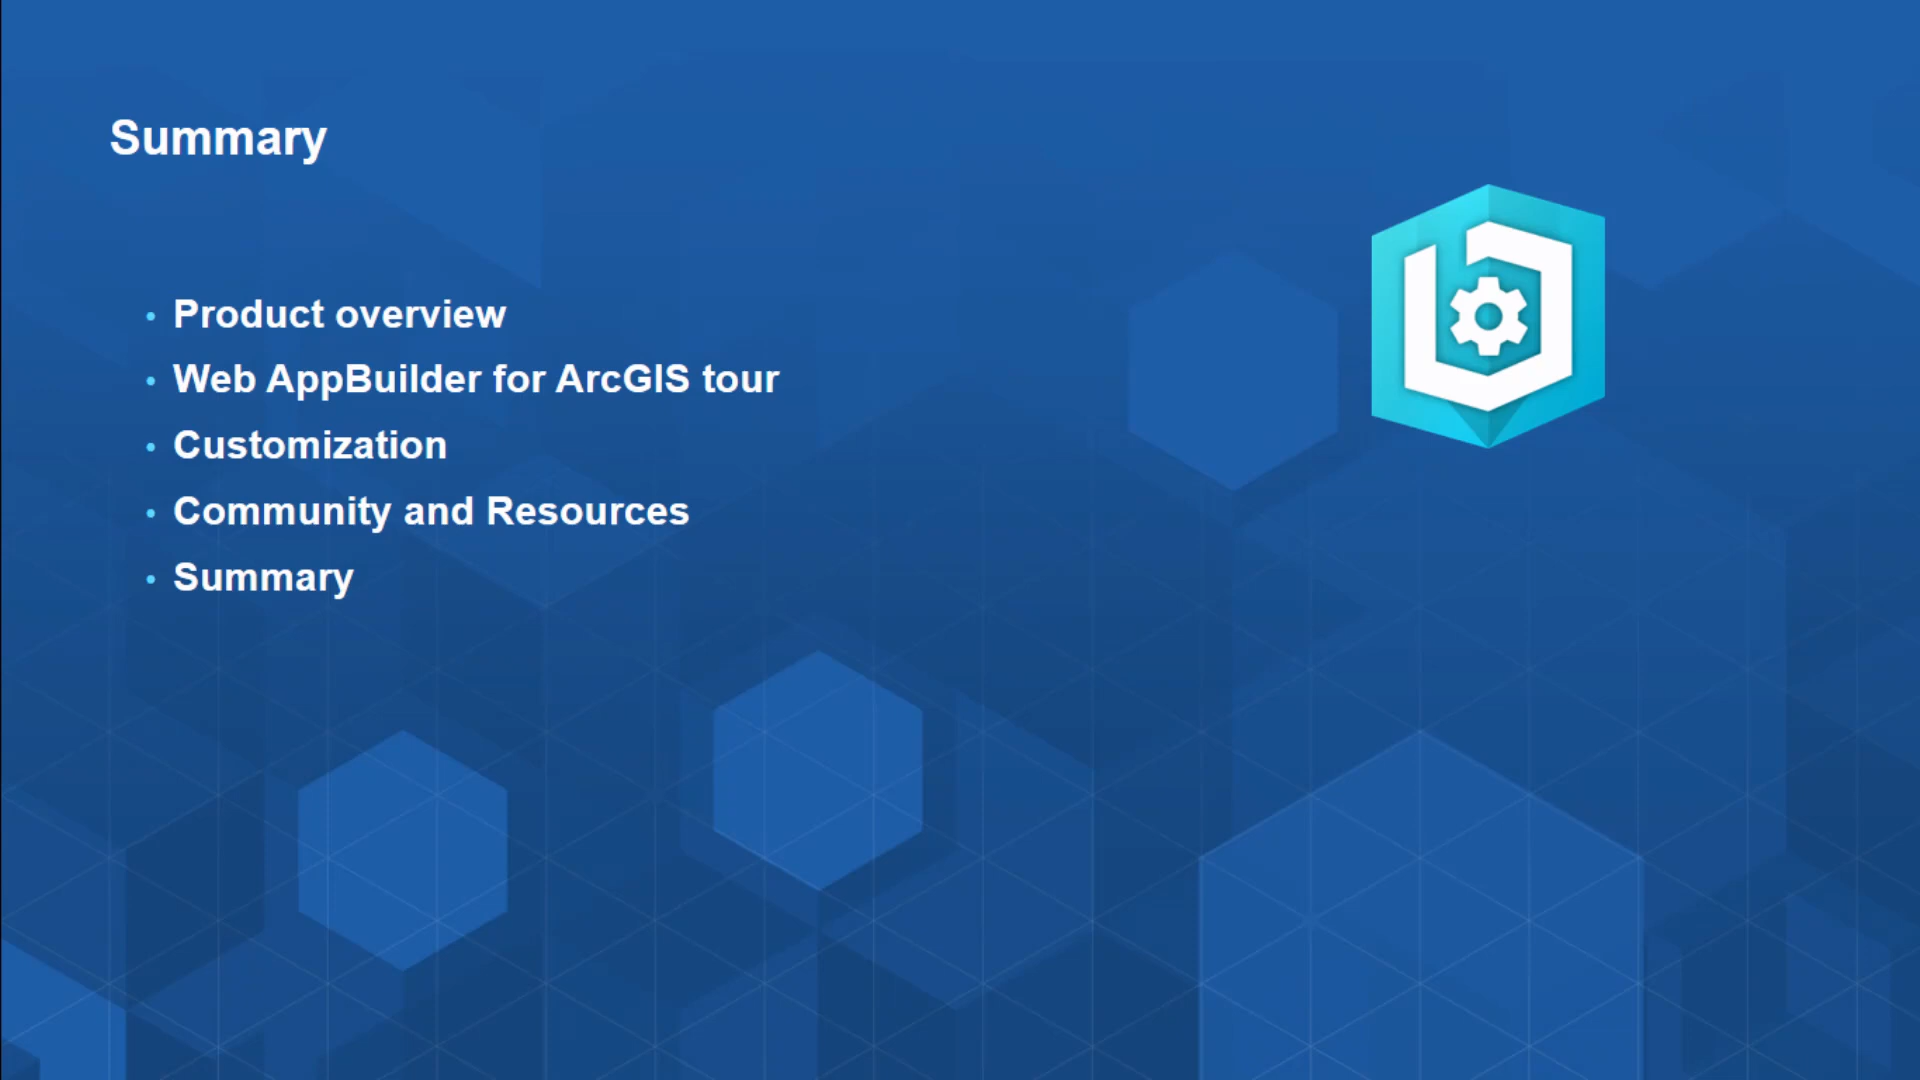 Summary
• Product overview
• Web AppBuilder for ArcGIS tour
• Customization
• Community and Resources
• Summary